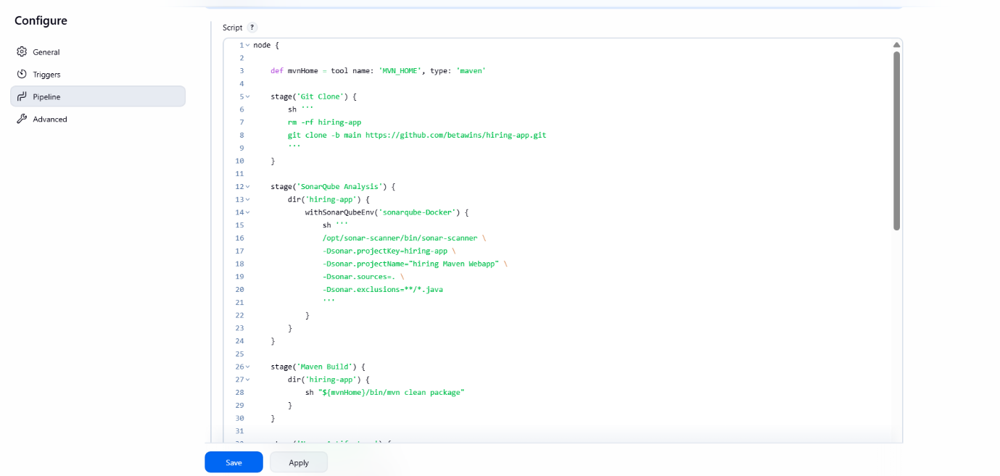 Configure
General
Triggers
Pipeline
Advanced
Script ?
1 node {
2
3     def mvnHome = tool name: 'MVN_HOME', type: 'maven'
4
5     stage('Git Clone') {
6         sh '''
7         rm -rf hiring-app
8         git clone -b main https://github.com/betawins/hiring-app.git
9         '''
10     }
11
12     stage('SonarQube Analysis') {
13         dir('hiring-app') {
14             withSonarQubeEnv('sonarqube-Docker') {
15                 sh '''
16                 /opt/sonar-scanner/bin/sonar-scanner \
17                 -Dsonar.projectKey=hiring-app \
18                 -Dsonar.projectName="hiring Maven Webapp" \
19                 -Dsonar.sources=. \
20                 -Dsonar.exclusions=**/*.java
21                 '''
22             }
23         }
24     }
25
26     stage('Maven Build') {
27         dir('hiring-app') {
28             sh "${mvnHome}/bin/mvn clean package"
29         }
30     }
31
Save
Apply